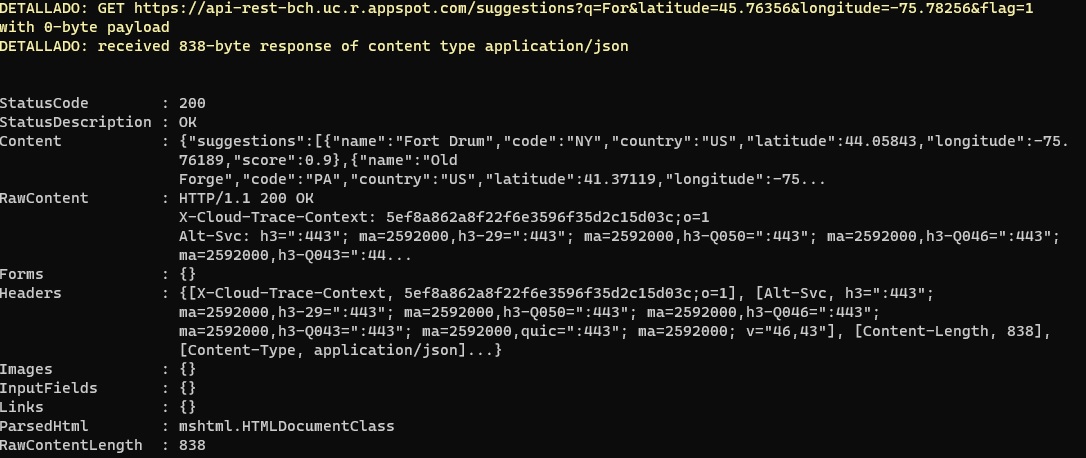 DETALLADO: GET https://api-rest-bch.uc.r.appspot.com/suggestions?q=For&latitude=45.76356&longitude=-75.78256&flag=1
with 0-byte payload
DETALLADO: received 838-byte response of content type application/json
StatusCode : 200
StatusDescription : OK
Content : {"suggestions":[{"name":"Fort Drum","code":"NY","country":"US","latitude":44.05843,"longitude":-75.
76189,"score":0.9},{"name":"Old
Forge","code":"PA","country":"US","latitude":41.37119,"longitude":-75...
RawContent : HTTP/1.1 200 OK
X-Cloud-Trace-Context: 5ef8a862a8f22f6e3596f35d2c15d03c;o=1
Alt-Svc: h3=":443"; ma=2592000,h3-29=":443"; ma=2592000,h3-Q050=":443"; ma=2592000,h3-Q046=":443";
ma=2592000,h3-Q043=":44...
Forms : {}
Headers : {[X-Cloud-Trace-Context, 5ef8a862a8f22f6e3596f35d2c15d03c;o=1], [Alt-Svc, h3=":443";
ma=2592000,h3-29=":443"; ma=2592000,h3-Q050=":443"; ma=2592000,h3-Q046=":443";
ma=2592000,h3-Q043=":443"; ma=2592000,quic=":443"; ma=2592000; v="46,43"], [Content-Length, 838],
[Content-Type, application/json]...}
Images : {}
InputFields : {}
Links : {}
ParsedHtml : mshtml.HTMLDocumentClass
RawContentLength : 838